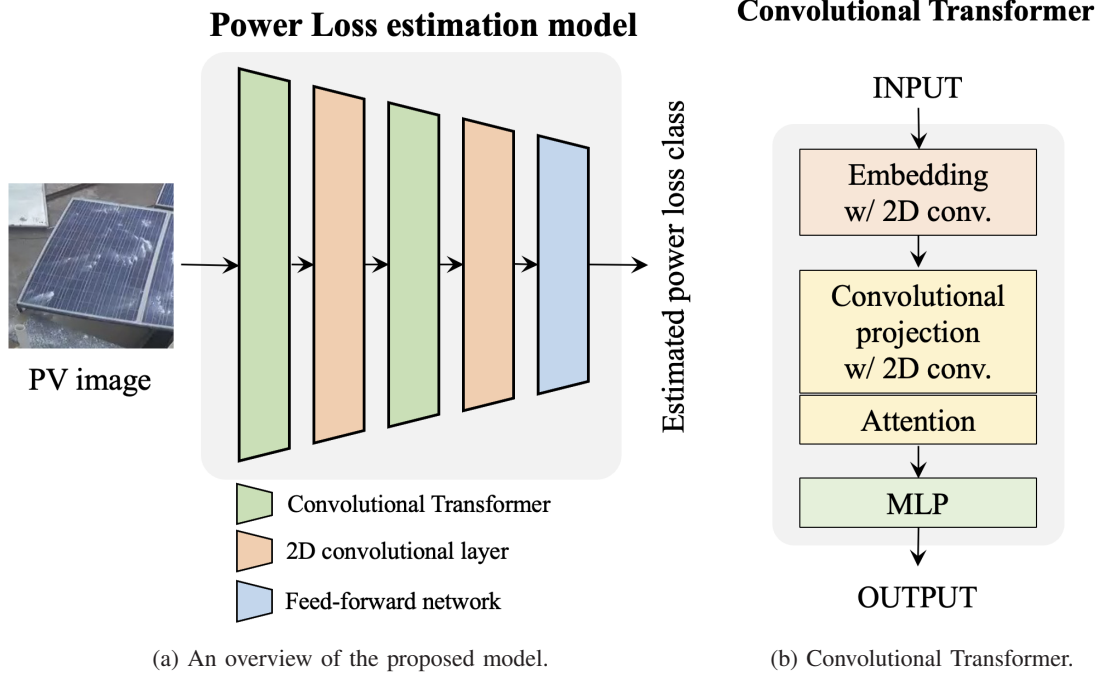 Power Loss estimation model
PV image
Estimated power loss class
Convolutional Transformer
2D convolutional layer
Feed-forward network
(a) An overview of the proposed model.
Convolutional Transformer
INPUT
Embedding
w/ 2D conv.
Convolutional
projection
w/ 2D conv.
Attention
MLP
OUTPUT
(b) Convolutional Transformer.